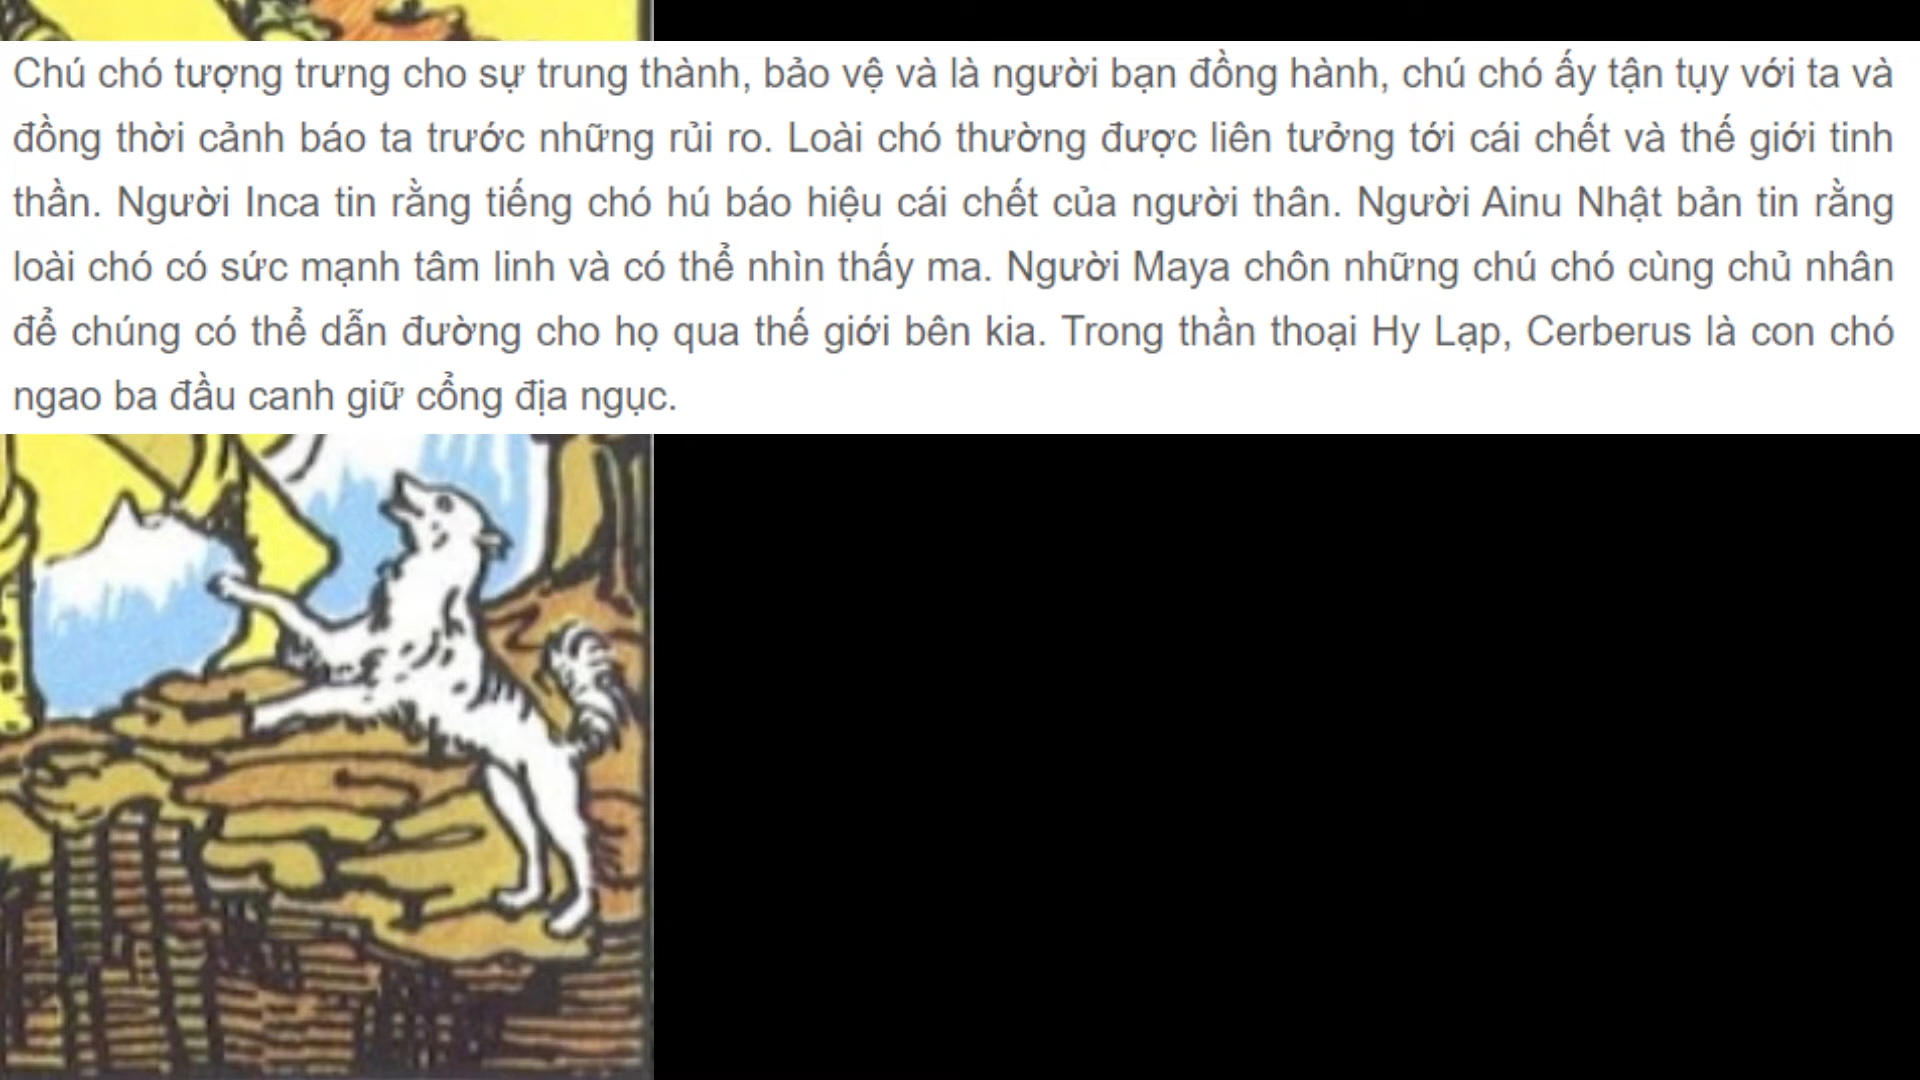 Chú chó tượng trưng cho sự trung thành, bảo vệ và là người bạn đồng hành, chú chó ấy tận tụy với ta và
đồng thời cảnh báo ta trước những rủi ro. Loài chó thường được liên tưởng tới cái chết và thế giới tinh
thần. Người Inca tin rằng tiếng chó hú báo hiệu cái chết của người thân. Người Ainu Nhật bản tin rằng
loài chó có sức mạnh tâm linh và có thể nhìn thấy ma. Người Maya chôn những chú chó cùng chủ nhân
để chúng có thể dẫn đường cho họ qua thế giới bên kia. Trong thần thoại Hy Lạp, Cerberus là con chó
ngao ba đầu canh giữ cổng địa ngục.